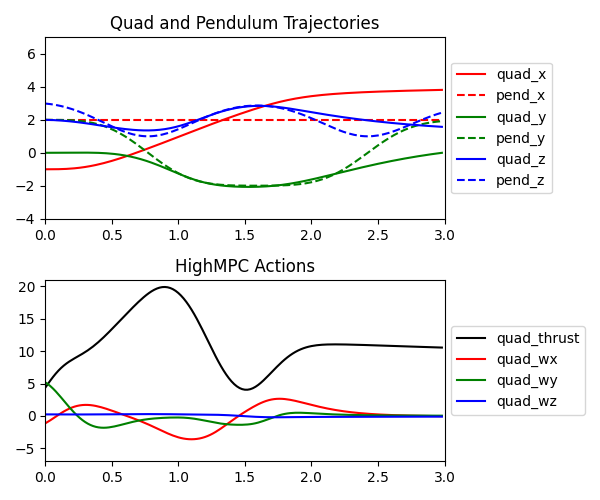 Quad and Pendulum Trajectories
6
4
2
0
−2
−4
0.0 0.5 1.0 1.5 2.0 2.5 3.0
quad_x
pend_x
quad_y
pend_y
quad_z
pend_z
HighMPC Actions
20
15
10
5
0
−5
0.0 0.5 1.0 1.5 2.0 2.5 3.0
quad_thrust
quad_wx
quad_wy
quad_wz